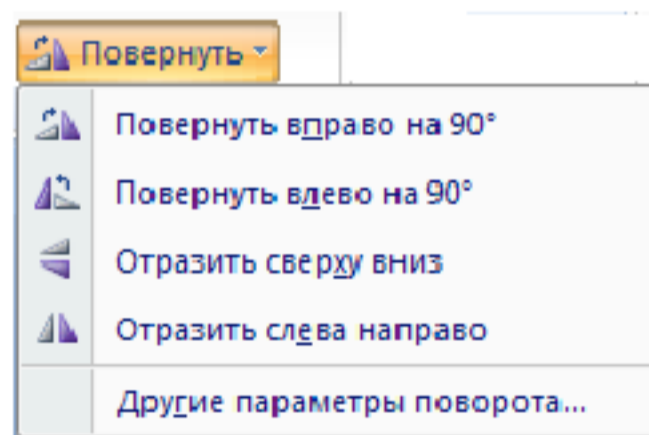 Повернуть
Повернуть вправо на 90°
Повернуть влево на 90°
Отразить сверху вниз
Отразить слева направо
Другие параметры поворота...